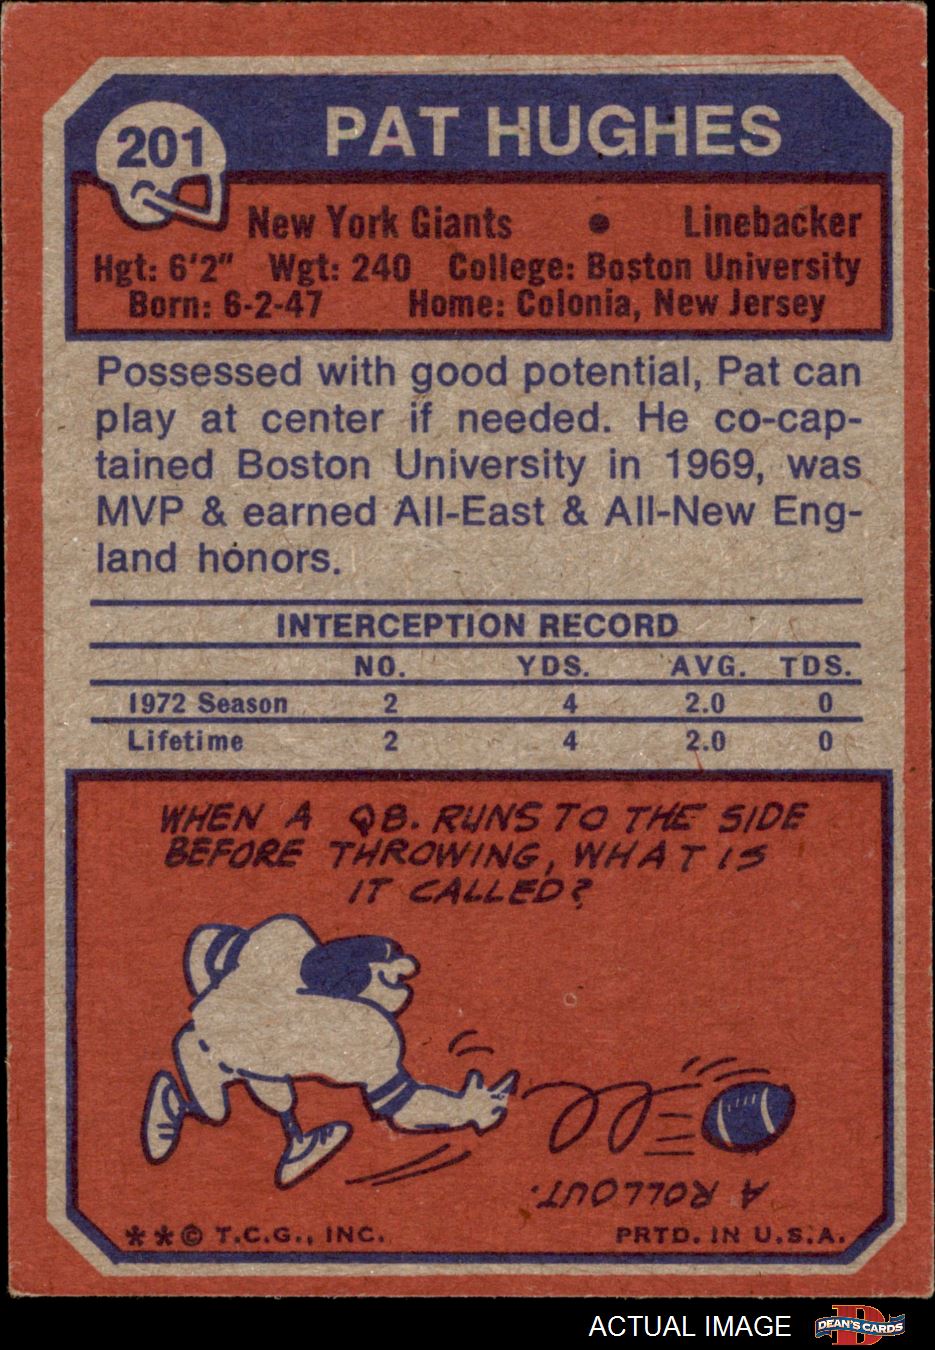 201
PAT HUGHES
New York Giants • Linebacker
Hgt: 6'2" Wgt: 240 College: Boston University
Born: 6-2-47 Home: Colonia, New Jersey
Possessed with good potential, Pat can
play at center if needed. He co-cap-
tained Boston University in 1969, was
MVP & earned All-East & All-New Eng-
land honors.
INTERCEPTION RECORD
NO. YDS. AVG. TDS.
1972 Season 2 4 2.0 0
Lifetime 2 4 2.0 0
WHEN A QB. RUNS TO THE SIDE
BEFORE THROWING, WHAT IS
IT CALLED?
A ROLLOUT.
**© T.C.G., INC. PRTD. IN U.S.A.
ACTUAL IMAGE
DEAN'S CARDS